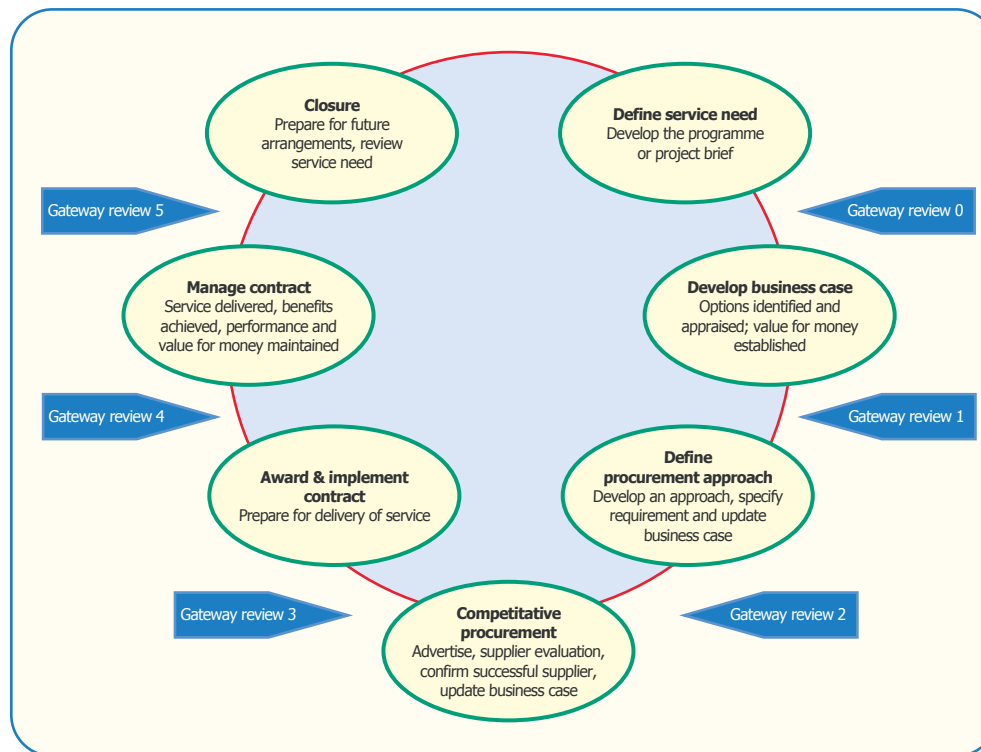 Closure
Prepare for future
arrangements, review
service need
Define service need
Develop the programme
or project brief
Gateway review 5
Gateway review 0
Manage contract
Service delivered, benefits
achieved, performance and
value for money maintained
Develop business case
Options identified and
appraised; value for money
established
Gateway review 4
Gateway review 1
Award & implement
contract
Prepare for delivery of service
Define
procurement approach
Develop an approach, specify
requirement and update
business case
Gateway review 3
Gateway review 2
Competitative
procurement
Advertise, supplier evaluation,
confirm successful supplier,
update business case